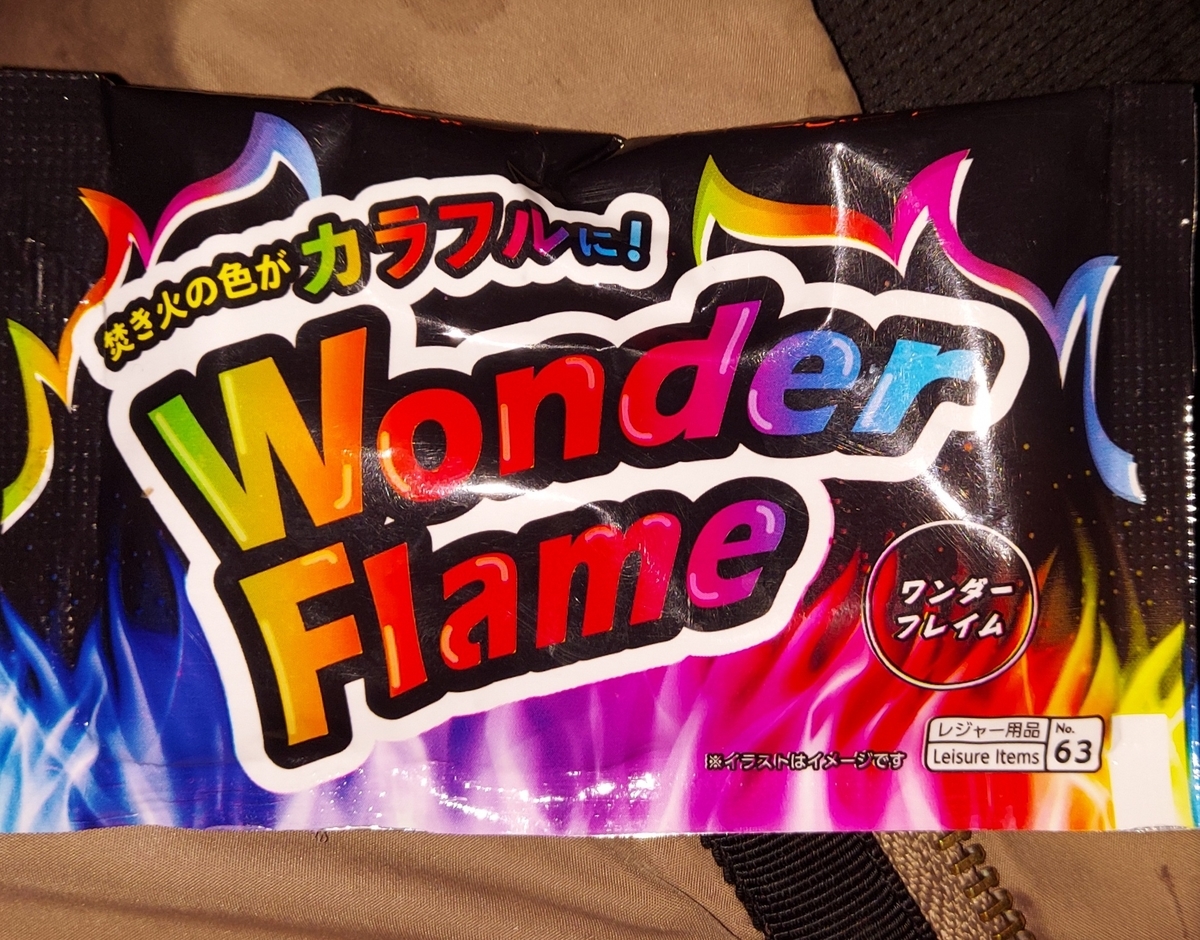 焚き火の色がカラフルに!
Wonder
Flame
ワンダー
フレイム
※イラストはイメージです
レジャー用品
Leisure Items
No.
63